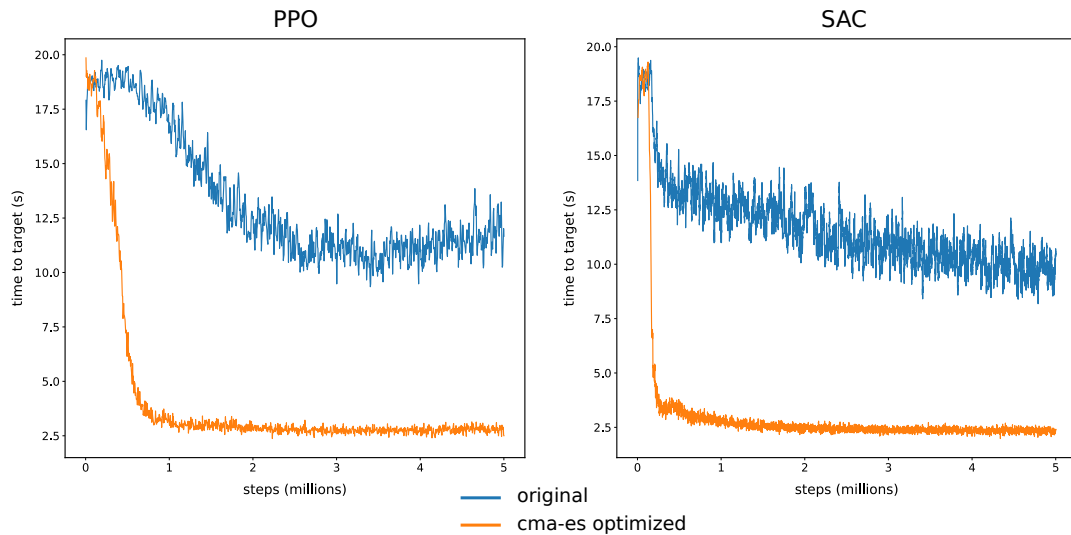 PPO
SAC
20.0
17.5
15.0
12.5
10.0
7.5
5.0
2.5
time to target (s)
0 1 2 3 4 5
steps (millions)
20.0
17.5
15.0
12.5
10.0
7.5
5.0
2.5
time to target (s)
0 1 2 3 4 5
steps (millions)
original
cma-es optimized